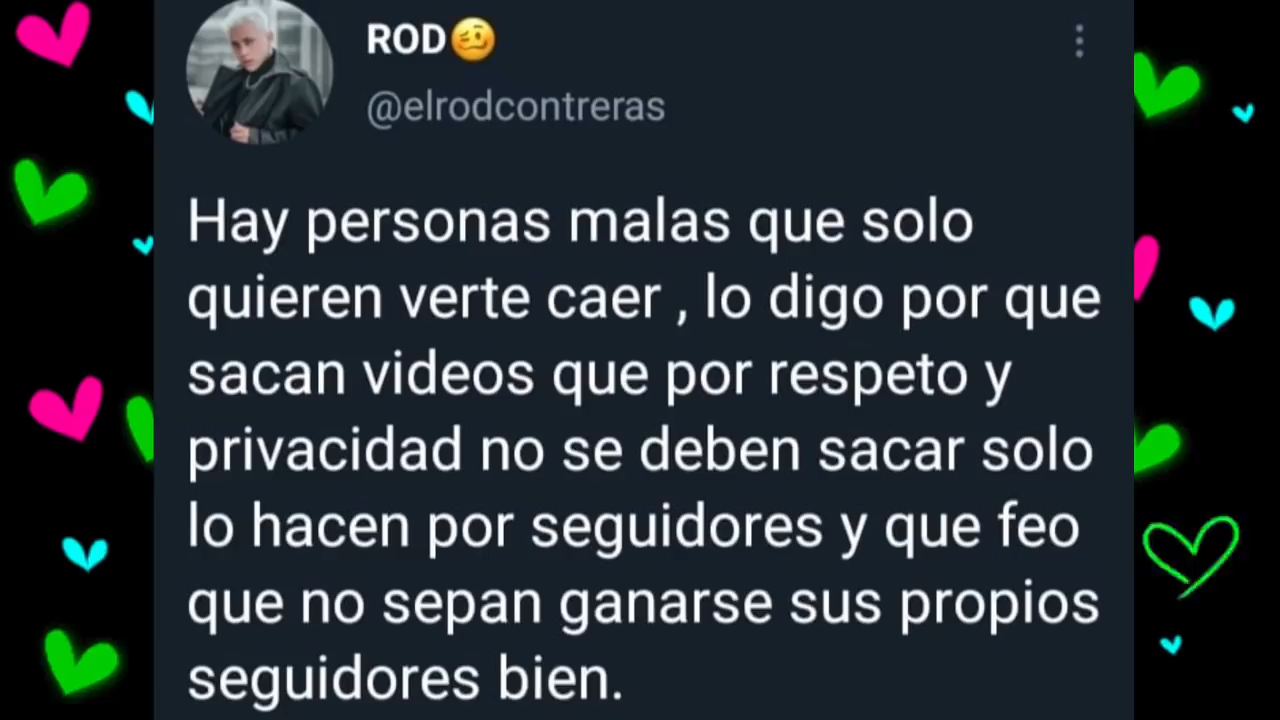 ROD🥴
@elrodcontreras
Hay personas malas que solo
quieren verte caer , lo digo por que
sacan videos que por respeto y
privacidad no se deben sacar solo
lo hacen por seguidores y que feo
que no sepan ganarse sus propios
seguidores bien.